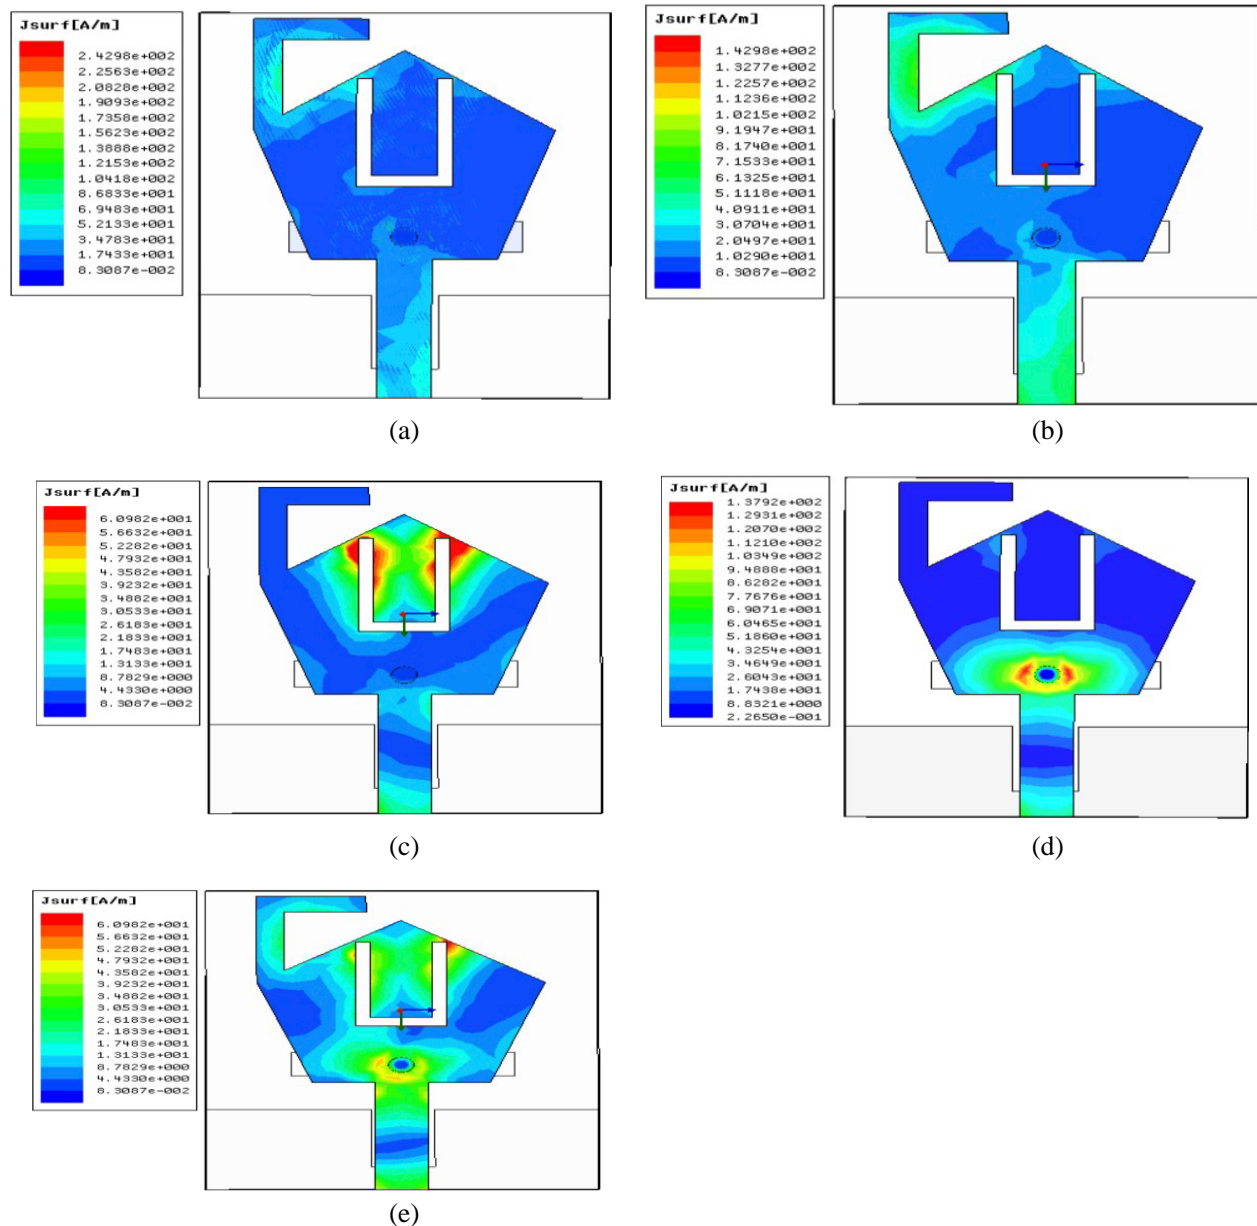 Jsurf[A/m]
2.4298e+002
2.2563e+002
2.0828e+002
1.9093e+002
1.7358e+002
1.5623e+002
1.3888e+002
1.2153e+002
1.0418e+002
8.6833e+001
6.9483e+001
5.2133e+001
3.4783e+001
1.7433e+001
8.3087e-002
(a)
Jsurf[A/m]
1.4298e+002
1.3277e+002
1.2257e+002
1.1236e+002
1.0215e+002
9.1947e+001
8.1740e+001
7.1533e+001
6.1325e+001
5.1118e+001
4.0911e+001
3.0704e+001
2.0497e+001
1.0290e+001
8.3087e-002
(b)
Jsurf[A/m]
6.0982e+001
5.6632e+001
5.2282e+001
4.7932e+001
4.3582e+001
3.9232e+001
3.4882e+001
3.0533e+001
2.6183e+001
2.1833e+001
1.7483e+001
1.3133e+001
8.7829e+000
4.4330e+000
8.3087e-002
(c)
Jsurf[A/m]
1.3792e+002
1.2931e+002
1.2070e+002
1.1210e+002
1.0349e+002
9.4888e+001
8.6282e+001
7.7676e+001
6.9071e+001
6.0465e+001
5.1860e+001
4.3254e+001
3.4649e+001
2.6043e+001
1.7438e+001
8.8321e+000
2.2650e-001
(d)
Jsurf[A/m]
6.0982e+001
5.6632e+001
5.2282e+001
4.7932e+001
4.3582e+001
3.9232e+001
3.4882e+001
3.0533e+001
2.6183e+001
2.1833e+001
1.7483e+001
1.3133e+001
8.7829e+000
4.4330e+000
8.3087e-002
(e)